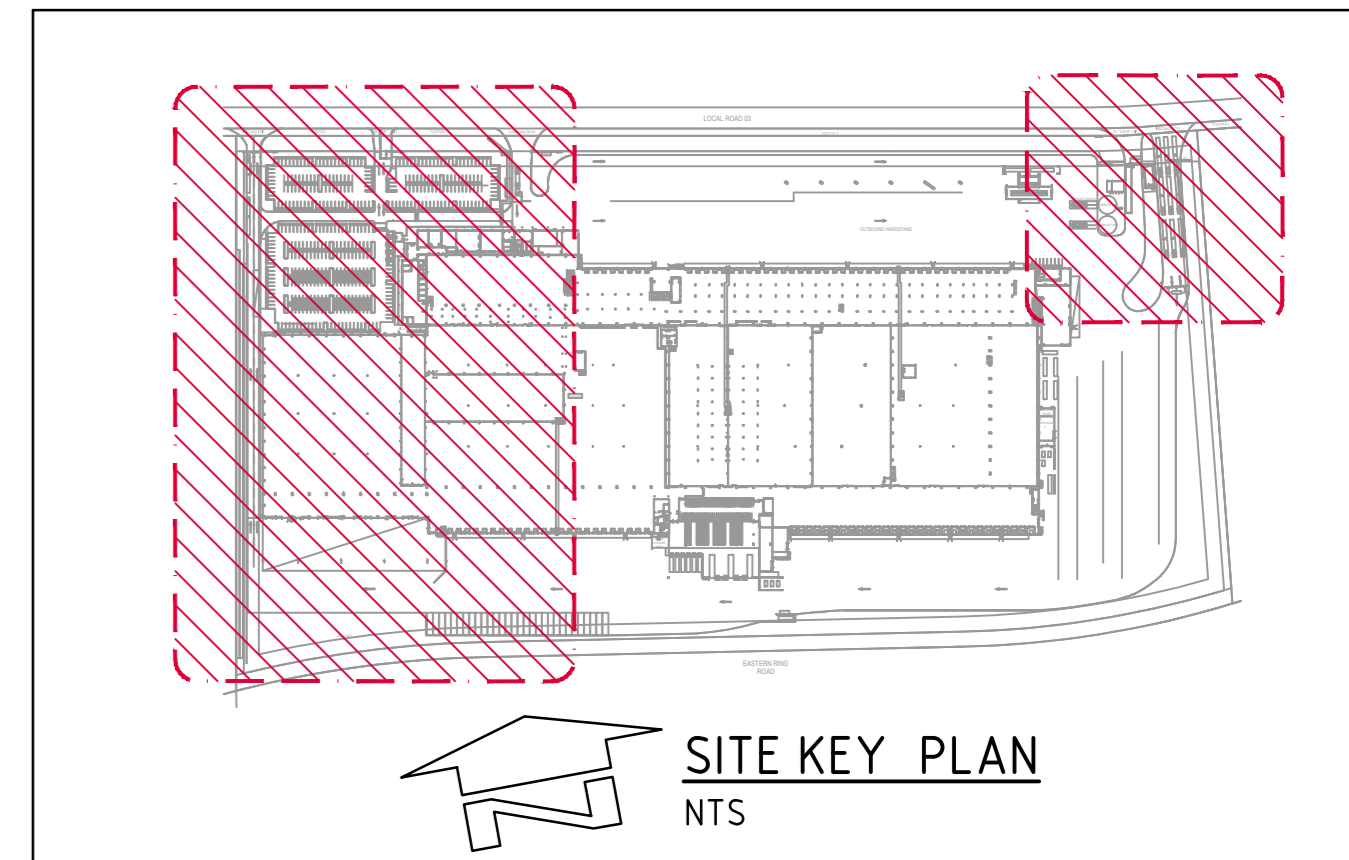 LOCAL ROAD 03
OUTBOUND HARDSTAND
EASTERN RING
ROAD
SITE KEY PLAN
NTS
N